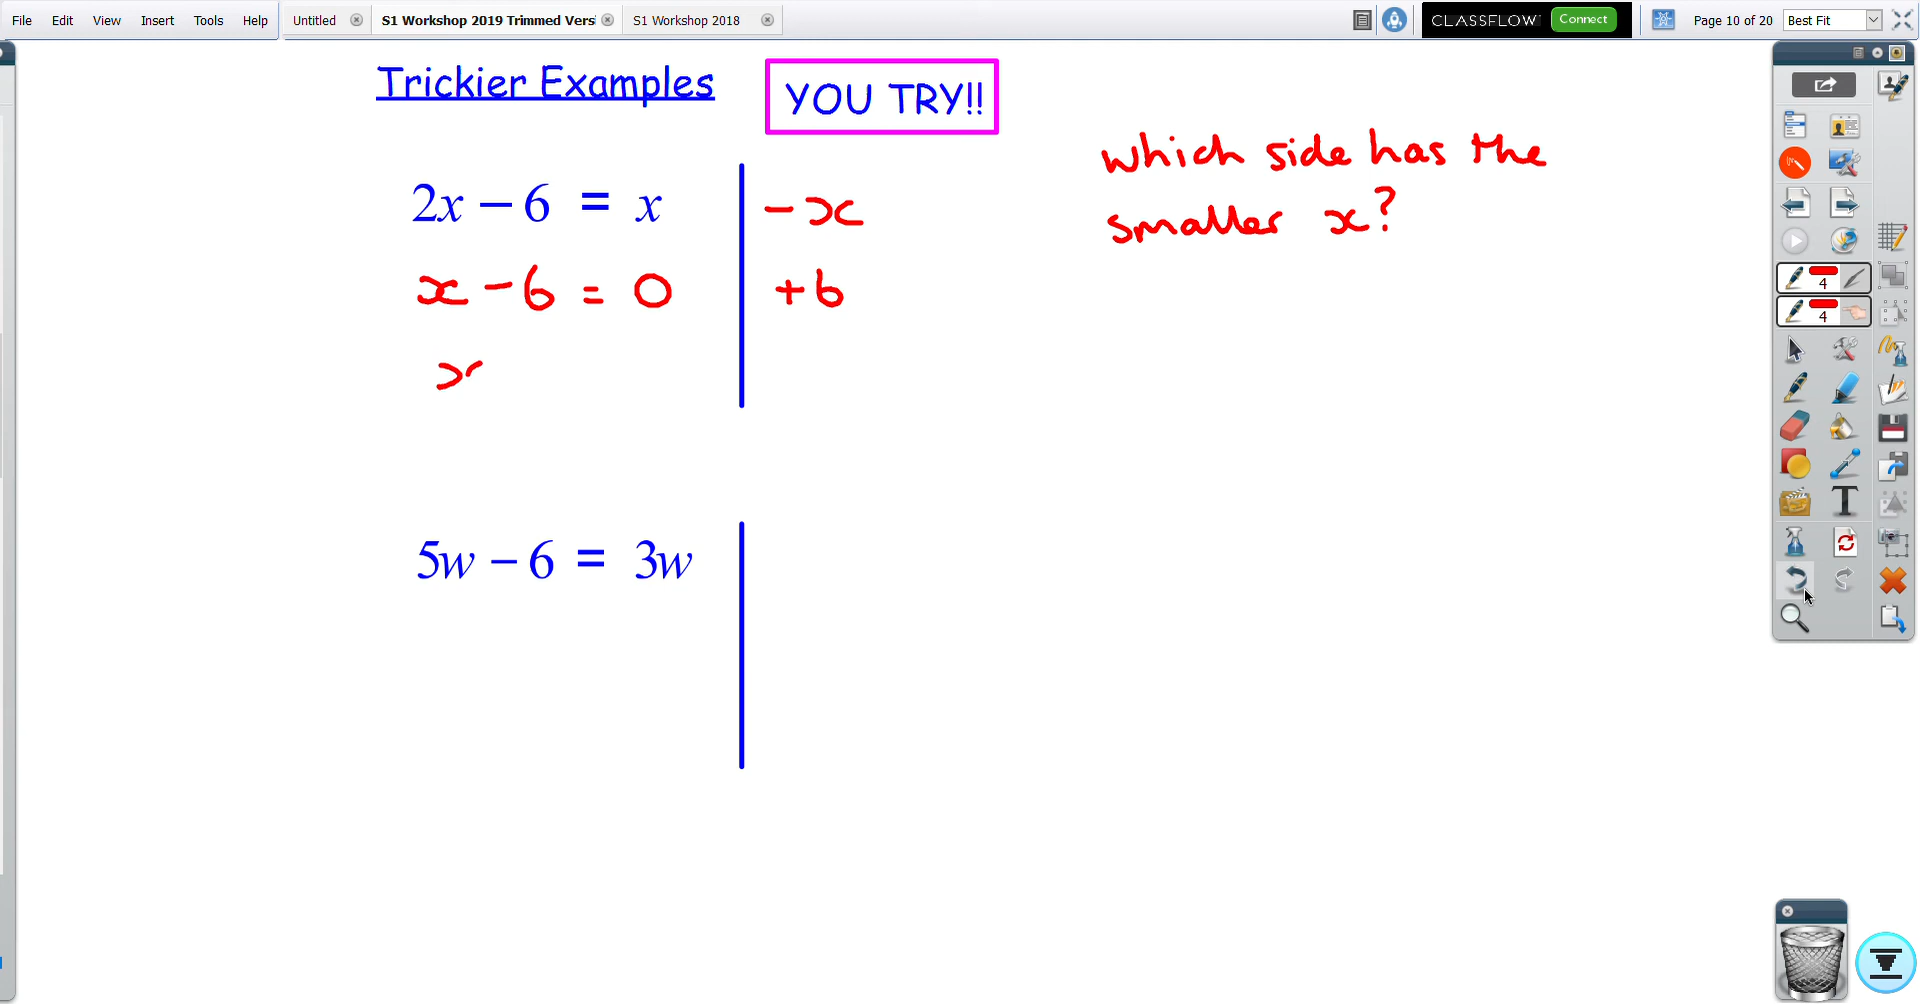 File Edit View Insert Tools Help Untitled S1 Workshop 2019 Trimmed Vers S1 Workshop 2018 CLASSFLOW Connect Page 10 of 20 Best Fit
Trickier Examples YOU TRY!!
which side has the
smaller x?
2x − 6 = x − x
x − 6 = 0 + 6
x
5w − 6 = 3w
4
4
T